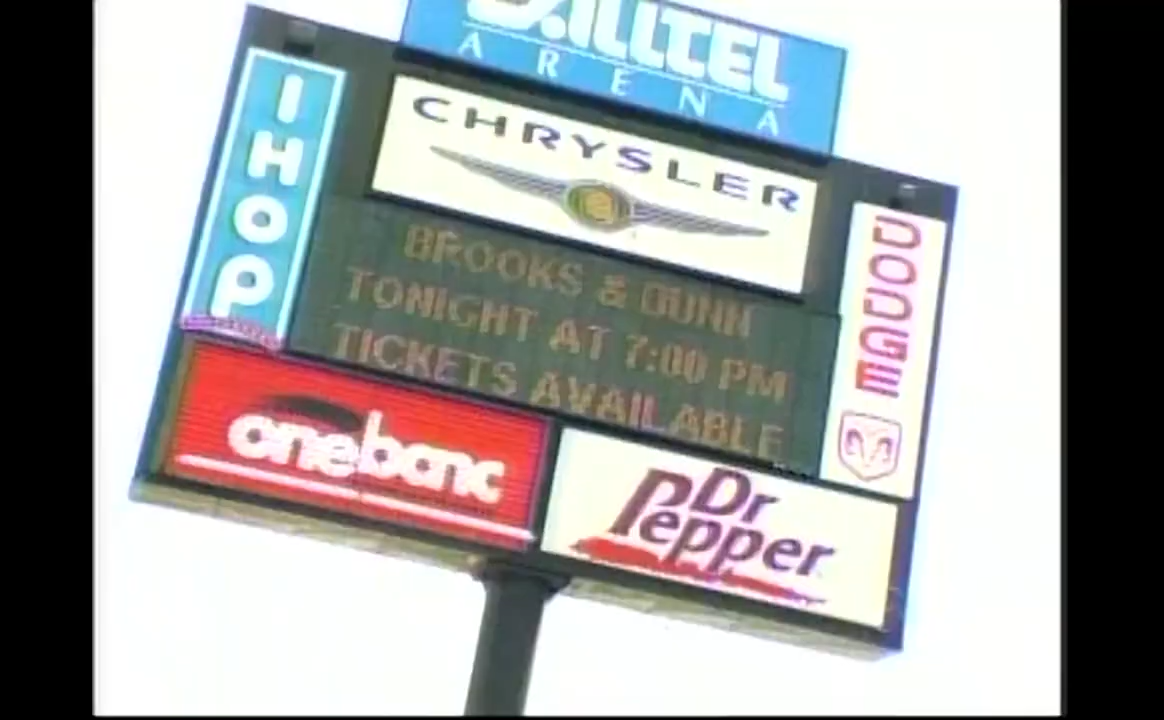 ALLTEL
ARENA
CHRYSLER
IHOP
BROOKS & DUNN
TONIGHT AT 7:00 PM
TICKETS AVAILABLE
DODGE
onebanc
Dr
Pepper